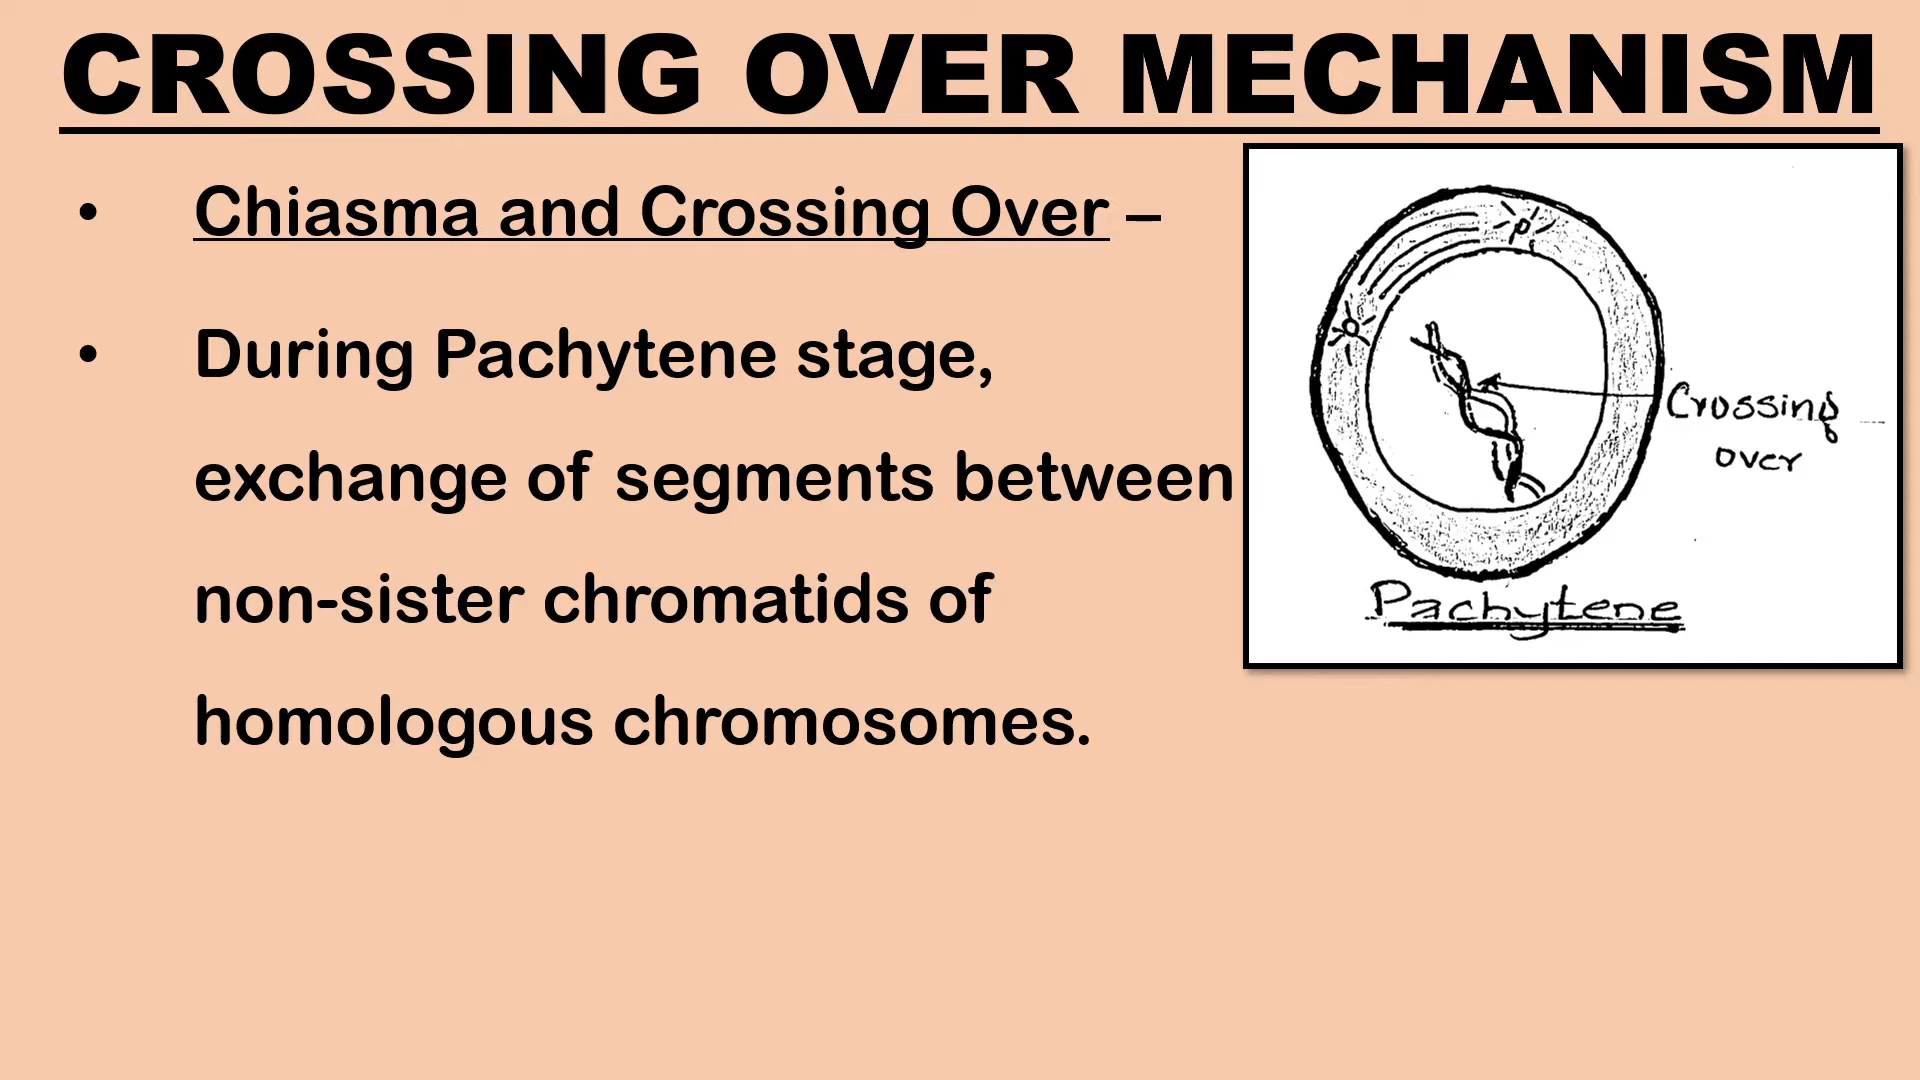 CROSSING OVER MECHANISM
• Chiasma and Crossing Over –
• During Pachytene stage,
exchange of segments between
non-sister chromatids of
homologous chromosomes.
Crossing
over
Pachytene